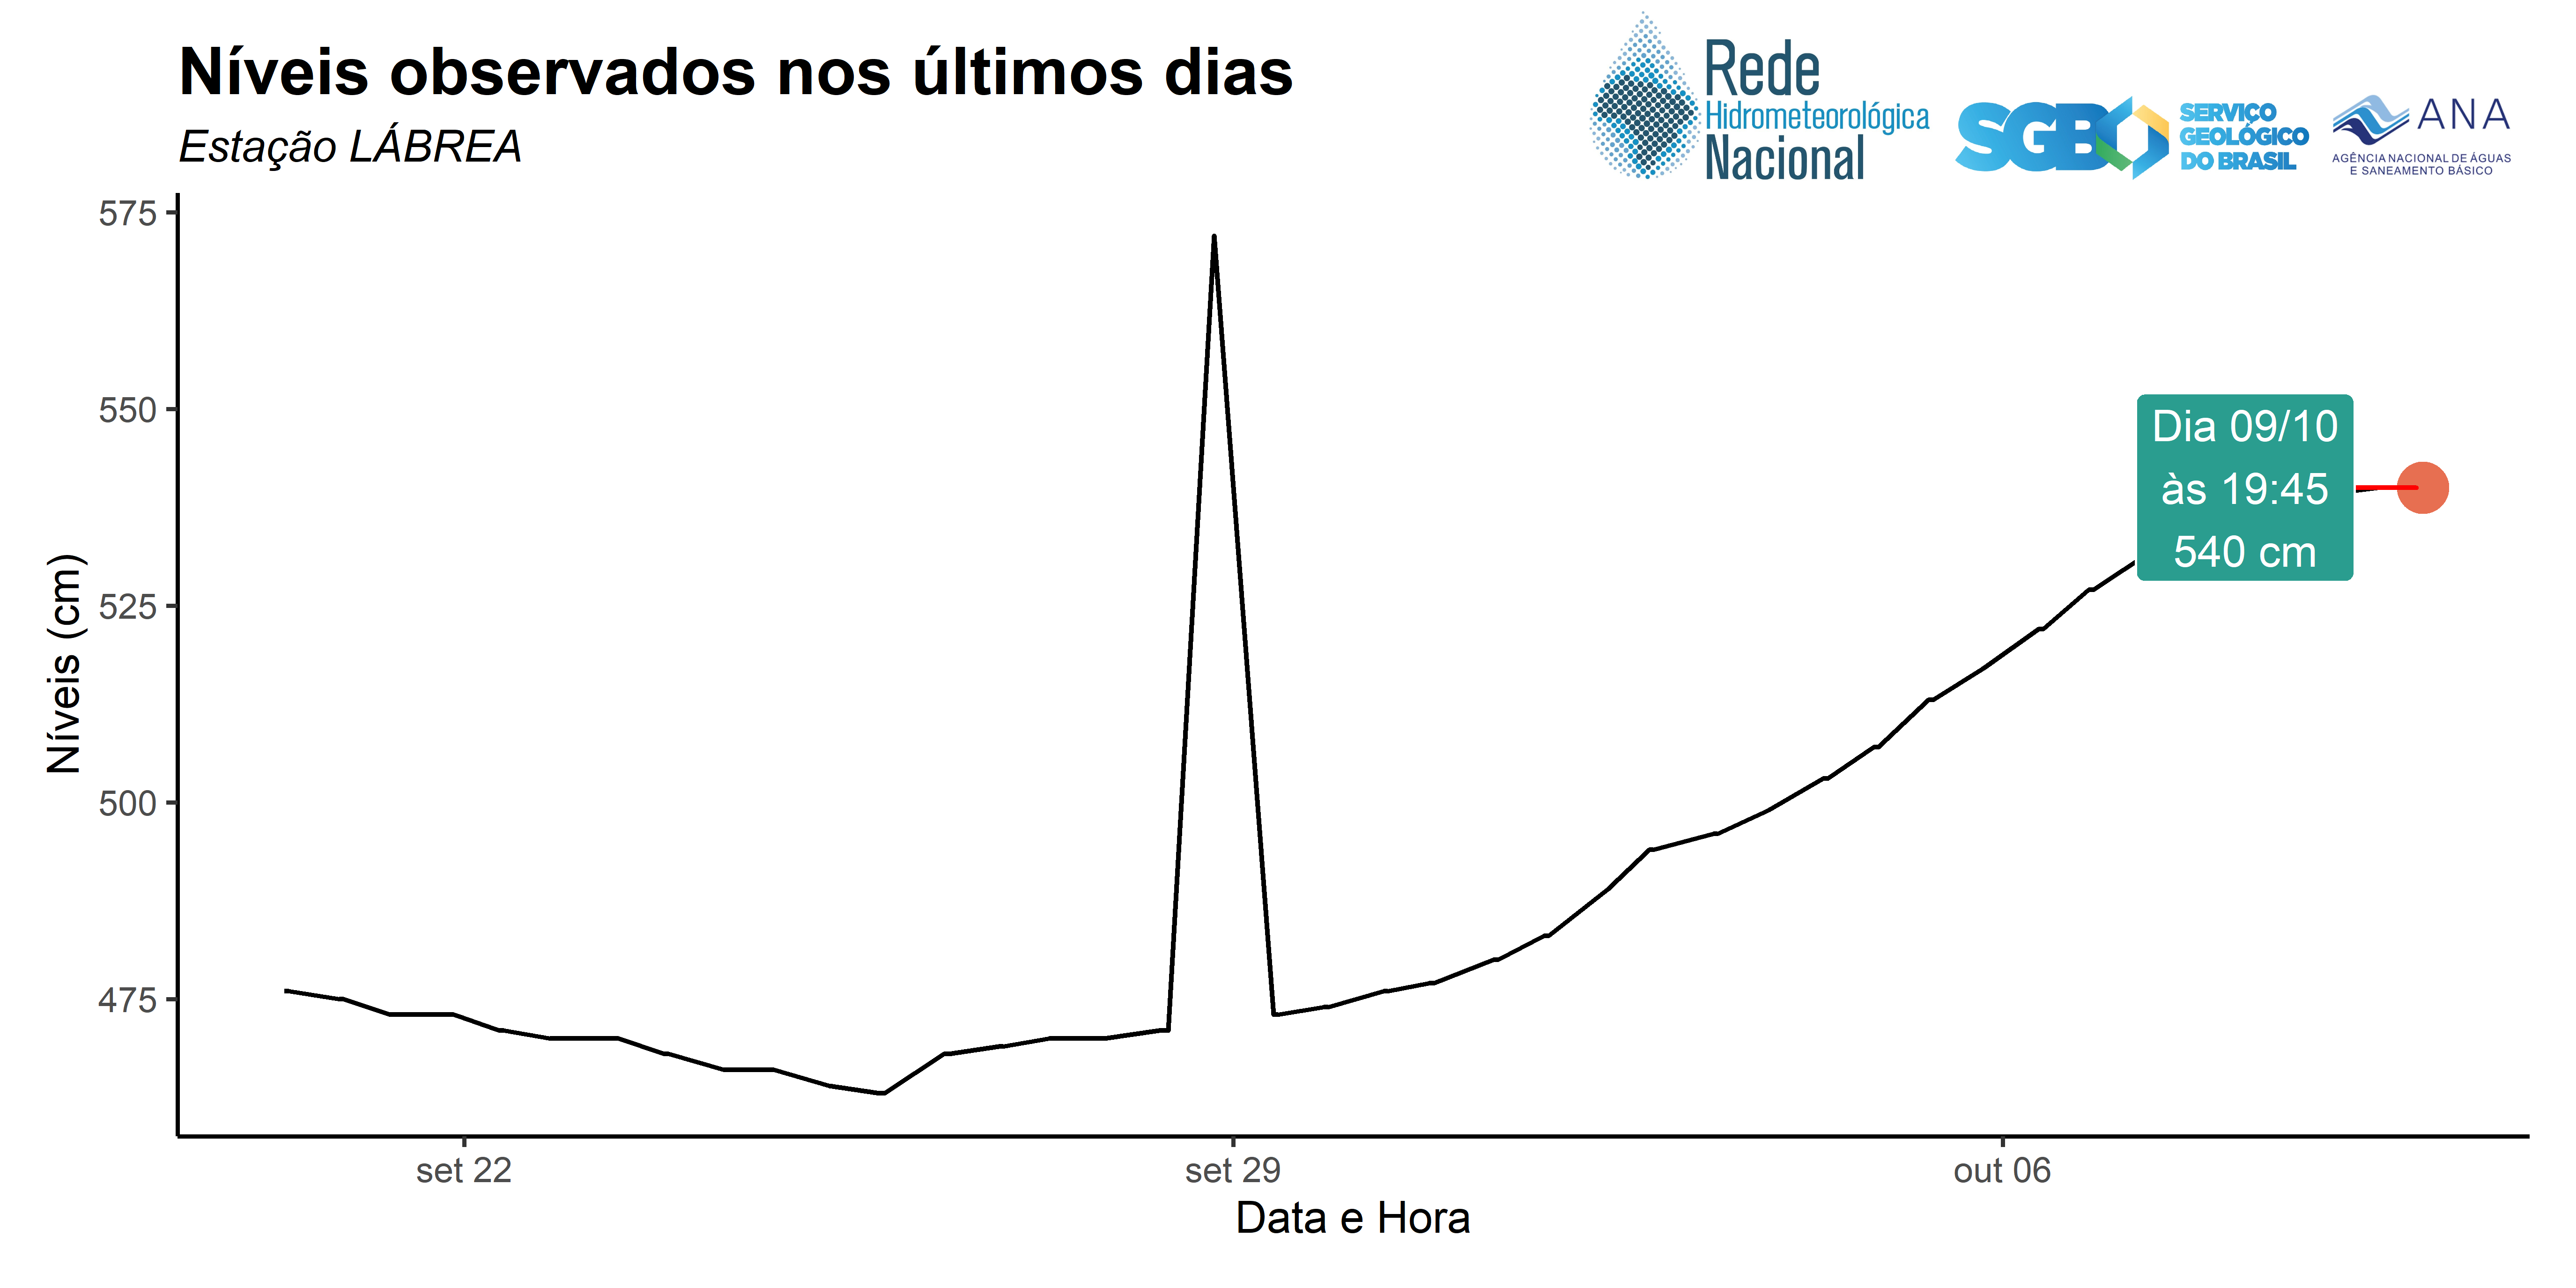 Níveis observados nos últimos dias
Estação LÁBREA
Rede
Hidrometeorológica
Nacional
SGB
SERVIÇO
GEOLÓGICO
DO BRASIL
ANA
AGÊNCIA NACIONAL DE ÁGUAS
E SANEAMENTO BÁSICO
Níveis (cm)
575
550
525
500
475
Dia 09/10
às 19:45
540 cm
set 22
set 29
out 06
Data e Hora